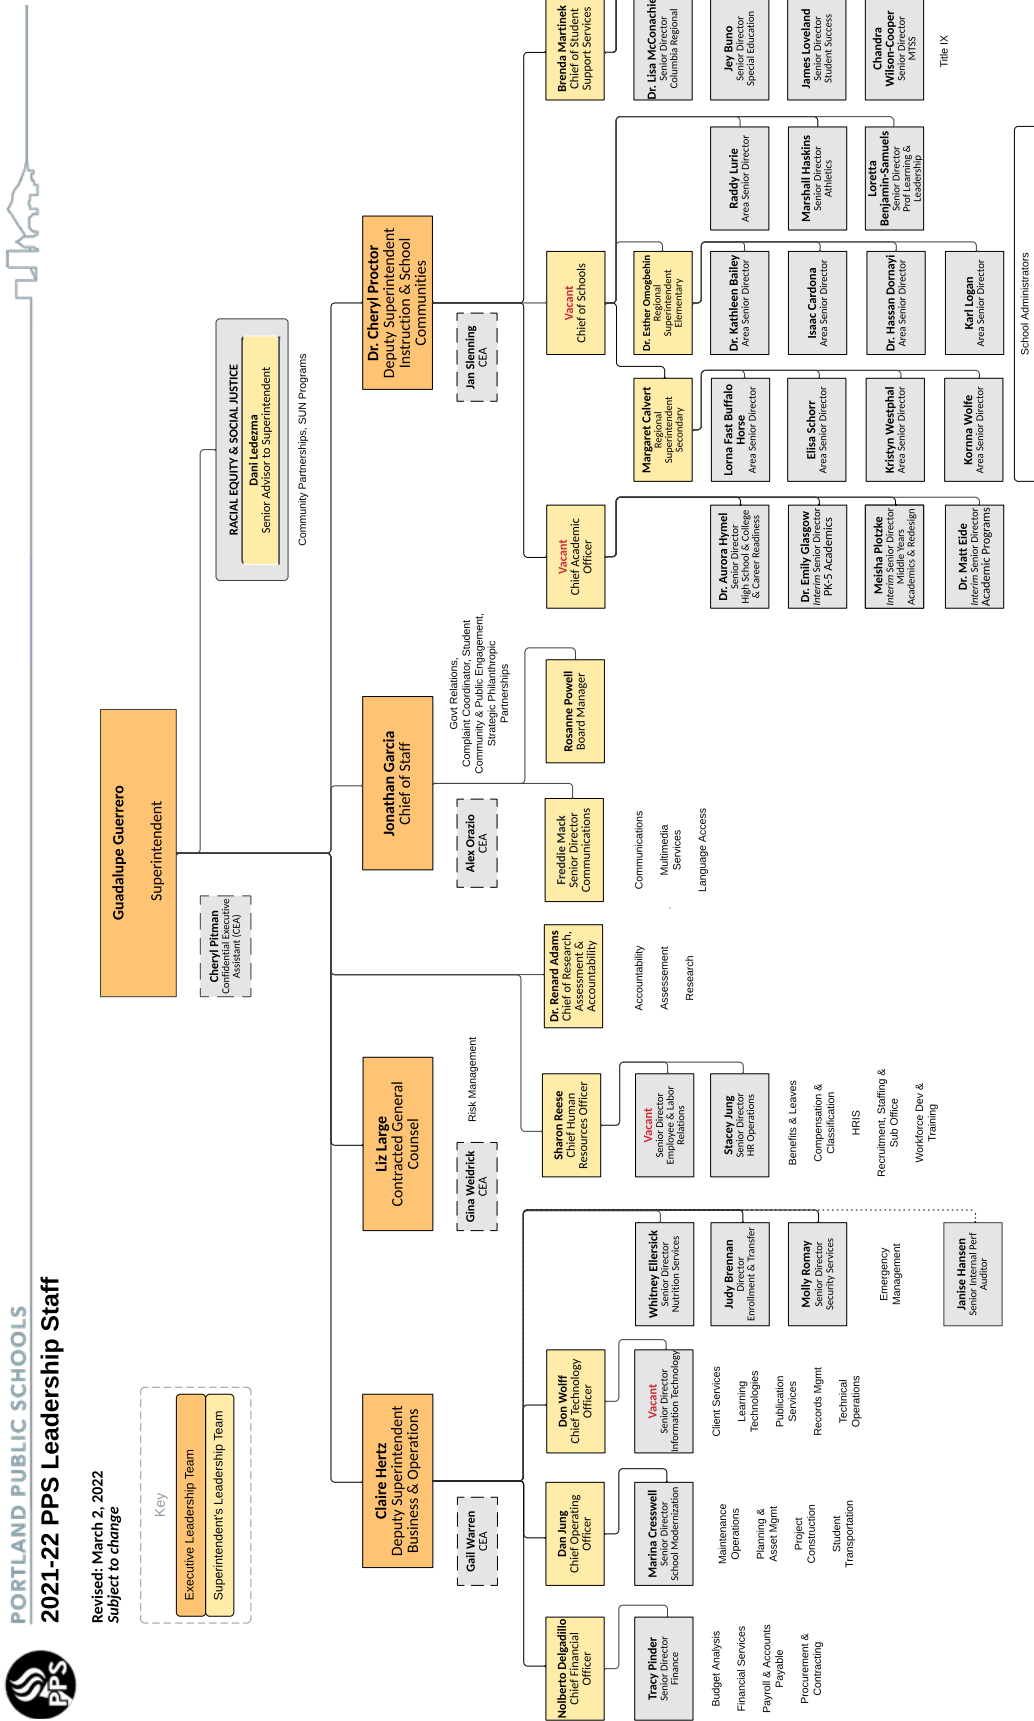 PORTLAND PUBLIC SCHOOLS
2021-22 PPS Leadership Staff
PPS
Revised: March 2, 2022
Subject to change
Key
Executive Leadership Team
Superintendent's Leadership Team
Guadalupe Guerrero
Superintendent
Cheryl Pitman
Confidential Executive
Assistant (CEA)
RACIAL EQUITY & SOCIAL JUSTICE
Dani Ledezma
Senior Advisor to Superintendent
Community Partnerships, SUN Programs
Claire Hertz
Deputy Superintendent
Business & Operations
Gail Warren
CEA
Liz Large
Contracted General
Counsel
Gina Weidrick
CEA
Risk Management
Jonathan Garcia
Chief of Staff
Alex Orazio
CEA
Govt Relations,
Complaint Coordinator, Student
Community & Public Engagement,
Strategic Philanthropic
Partnerships
Dr. Cheryl Proctor
Deputy Superintendent
Instruction & School
Communities
Jan Slenning
CEA
Nolberto Delgadillo
Chief Financial
Officer
Tracy Pinder
Senior Director
Finance
Budget Analysis
Financial Services
Payroll & Accounts
Payable
Procurement &
Contracting
Dan Jung
Chief Operating
Officer
Marina Cresswell
Senior Director
School Modernization
Maintenance
Operations
Planning &
Asset Mgmt
Project
Construction
Student
Transportation
Don Wolff
Chief Technology
Officer
Vacant
Senior Director
Information Technology
Client Services
Learning
Technologies
Publication
Services
Records Mgmt
Technical
Operations
Whitney Ellersick
Senior Director
Nutrition Services
Judy Brennan
Director
Enrollment & Transfer
Molly Romay
Senior Director
Security Services
Emergency
Management
Janise Hansen
Senior Internal Perf
Auditor
Sharon Reese
Chief Human
Resources Officer
Vacant
Senior Director
Employee & Labor
Relations
Stacey Jung
Senior Director
HR Operations
Benefits & Leaves
Compensation &
Classification
HRIS
Recruitment, Staffing &
Sub Office
Workforce Dev &
Training
Dr. Renard Adams
Chief of Research,
Assessment &
Accountability
Accountability
Assessement
Research
Freddie Mack
Senior Director
Communications
Communications
Multimedia
Services
Language Access
Rosanne Powell
Board Manager
Vacant
Chief Academic
Officer
Dr. Aurora Hymel
Senior Director
High School & College
& Career Readiness
Dr. Emily Glasgow
Interim Senior Director
PK-5 Academics
Meisha Plotzke
Interim Senior Director
Middle Years
Academics & Redesign
Dr. Matt Eide
Interim Senior Director
Academic Programs
Vacant
Chief of Schools
Margaret Calvert
Regional
Superintendent
Secondary
Lorna Fast Buffalo
Horse
Area Senior Director
Elisa Schorr
Area Senior Director
Kristyn Westphal
Area Senior Director
Kornna Wolfe
Area Senior Director
Dr. Esther Omogbehin
Regional
Superintendent
Elementary
Dr. Kathleen Bailey
Area Senior Director
Isaac Cardona
Area Senior Director
Dr. Hassan Dornayi
Area Senior Director
Karl Logan
Area Senior Director
School Administrators
Raddy Lurie
Area Senior Director
Marshall Haskins
Senior Director
Athletics
Loretta
Benjamin-Samuels
Senior Director
Prof Learning &
Leadership
Brenda Martinek
Chief of Student
Support Services
Dr. Lisa McConachie
Senior Director
Columbia Regional
Jey Buno
Senior Director
Special Education
James Loveland
Senior Director
Student Success
Chandra
Wilson-Cooper
Senior Director
MTSS
Title IX